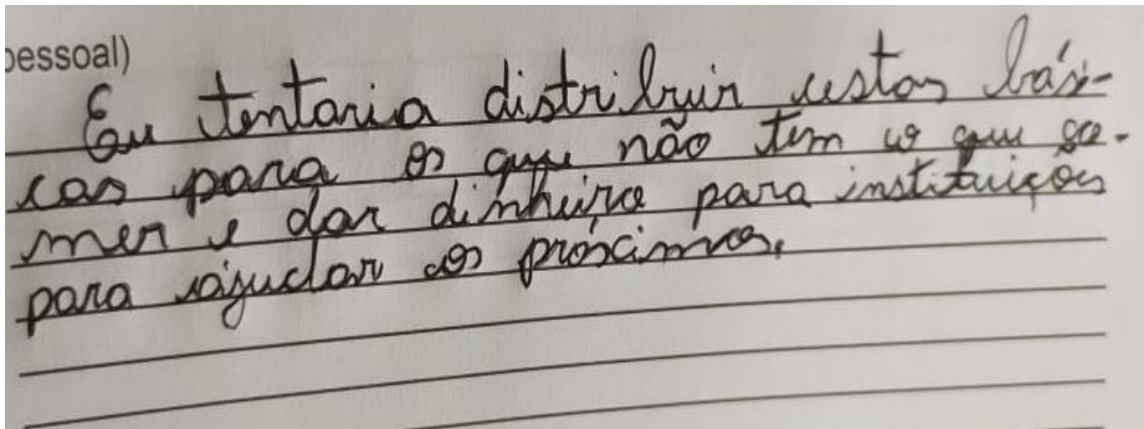 pessoal)
Eu tentaria distribuir cestas bási-
cas para os que não tem o que co-
mer e dar dinheiro para instituições
para ajudar os próximos.